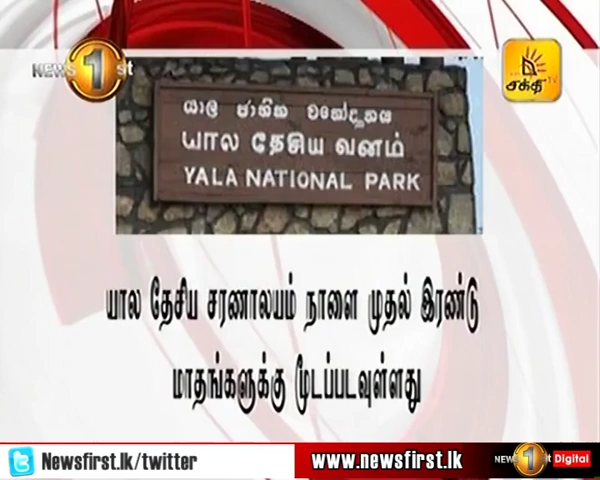 NEWS 1st
சக்தி TV
යාල ජාතික වනෝද්‍යානය
யால தேசிய வனம்
YALA NATIONAL PARK
யால தேசிய சரணாலயம் நாளை முதல் இரண்டு
மாதங்களுக்கு மூடப்படவுள்ளது
Newsfirst.lk/twitter
www.newsfirst.lk
NEWS 1st Digital